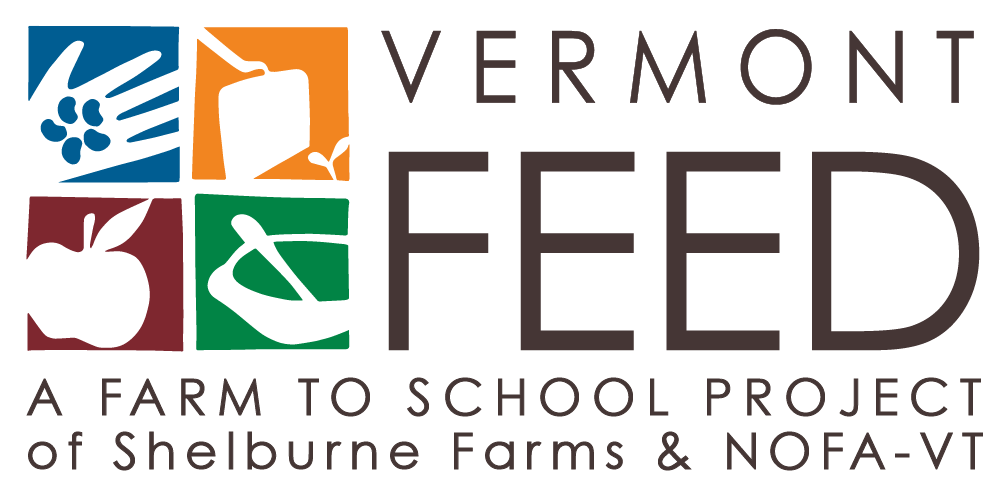 VERMONT
FEED
A FARM TO SCHOOL PROJECT
of Shelburne Farms & NOFA-VT